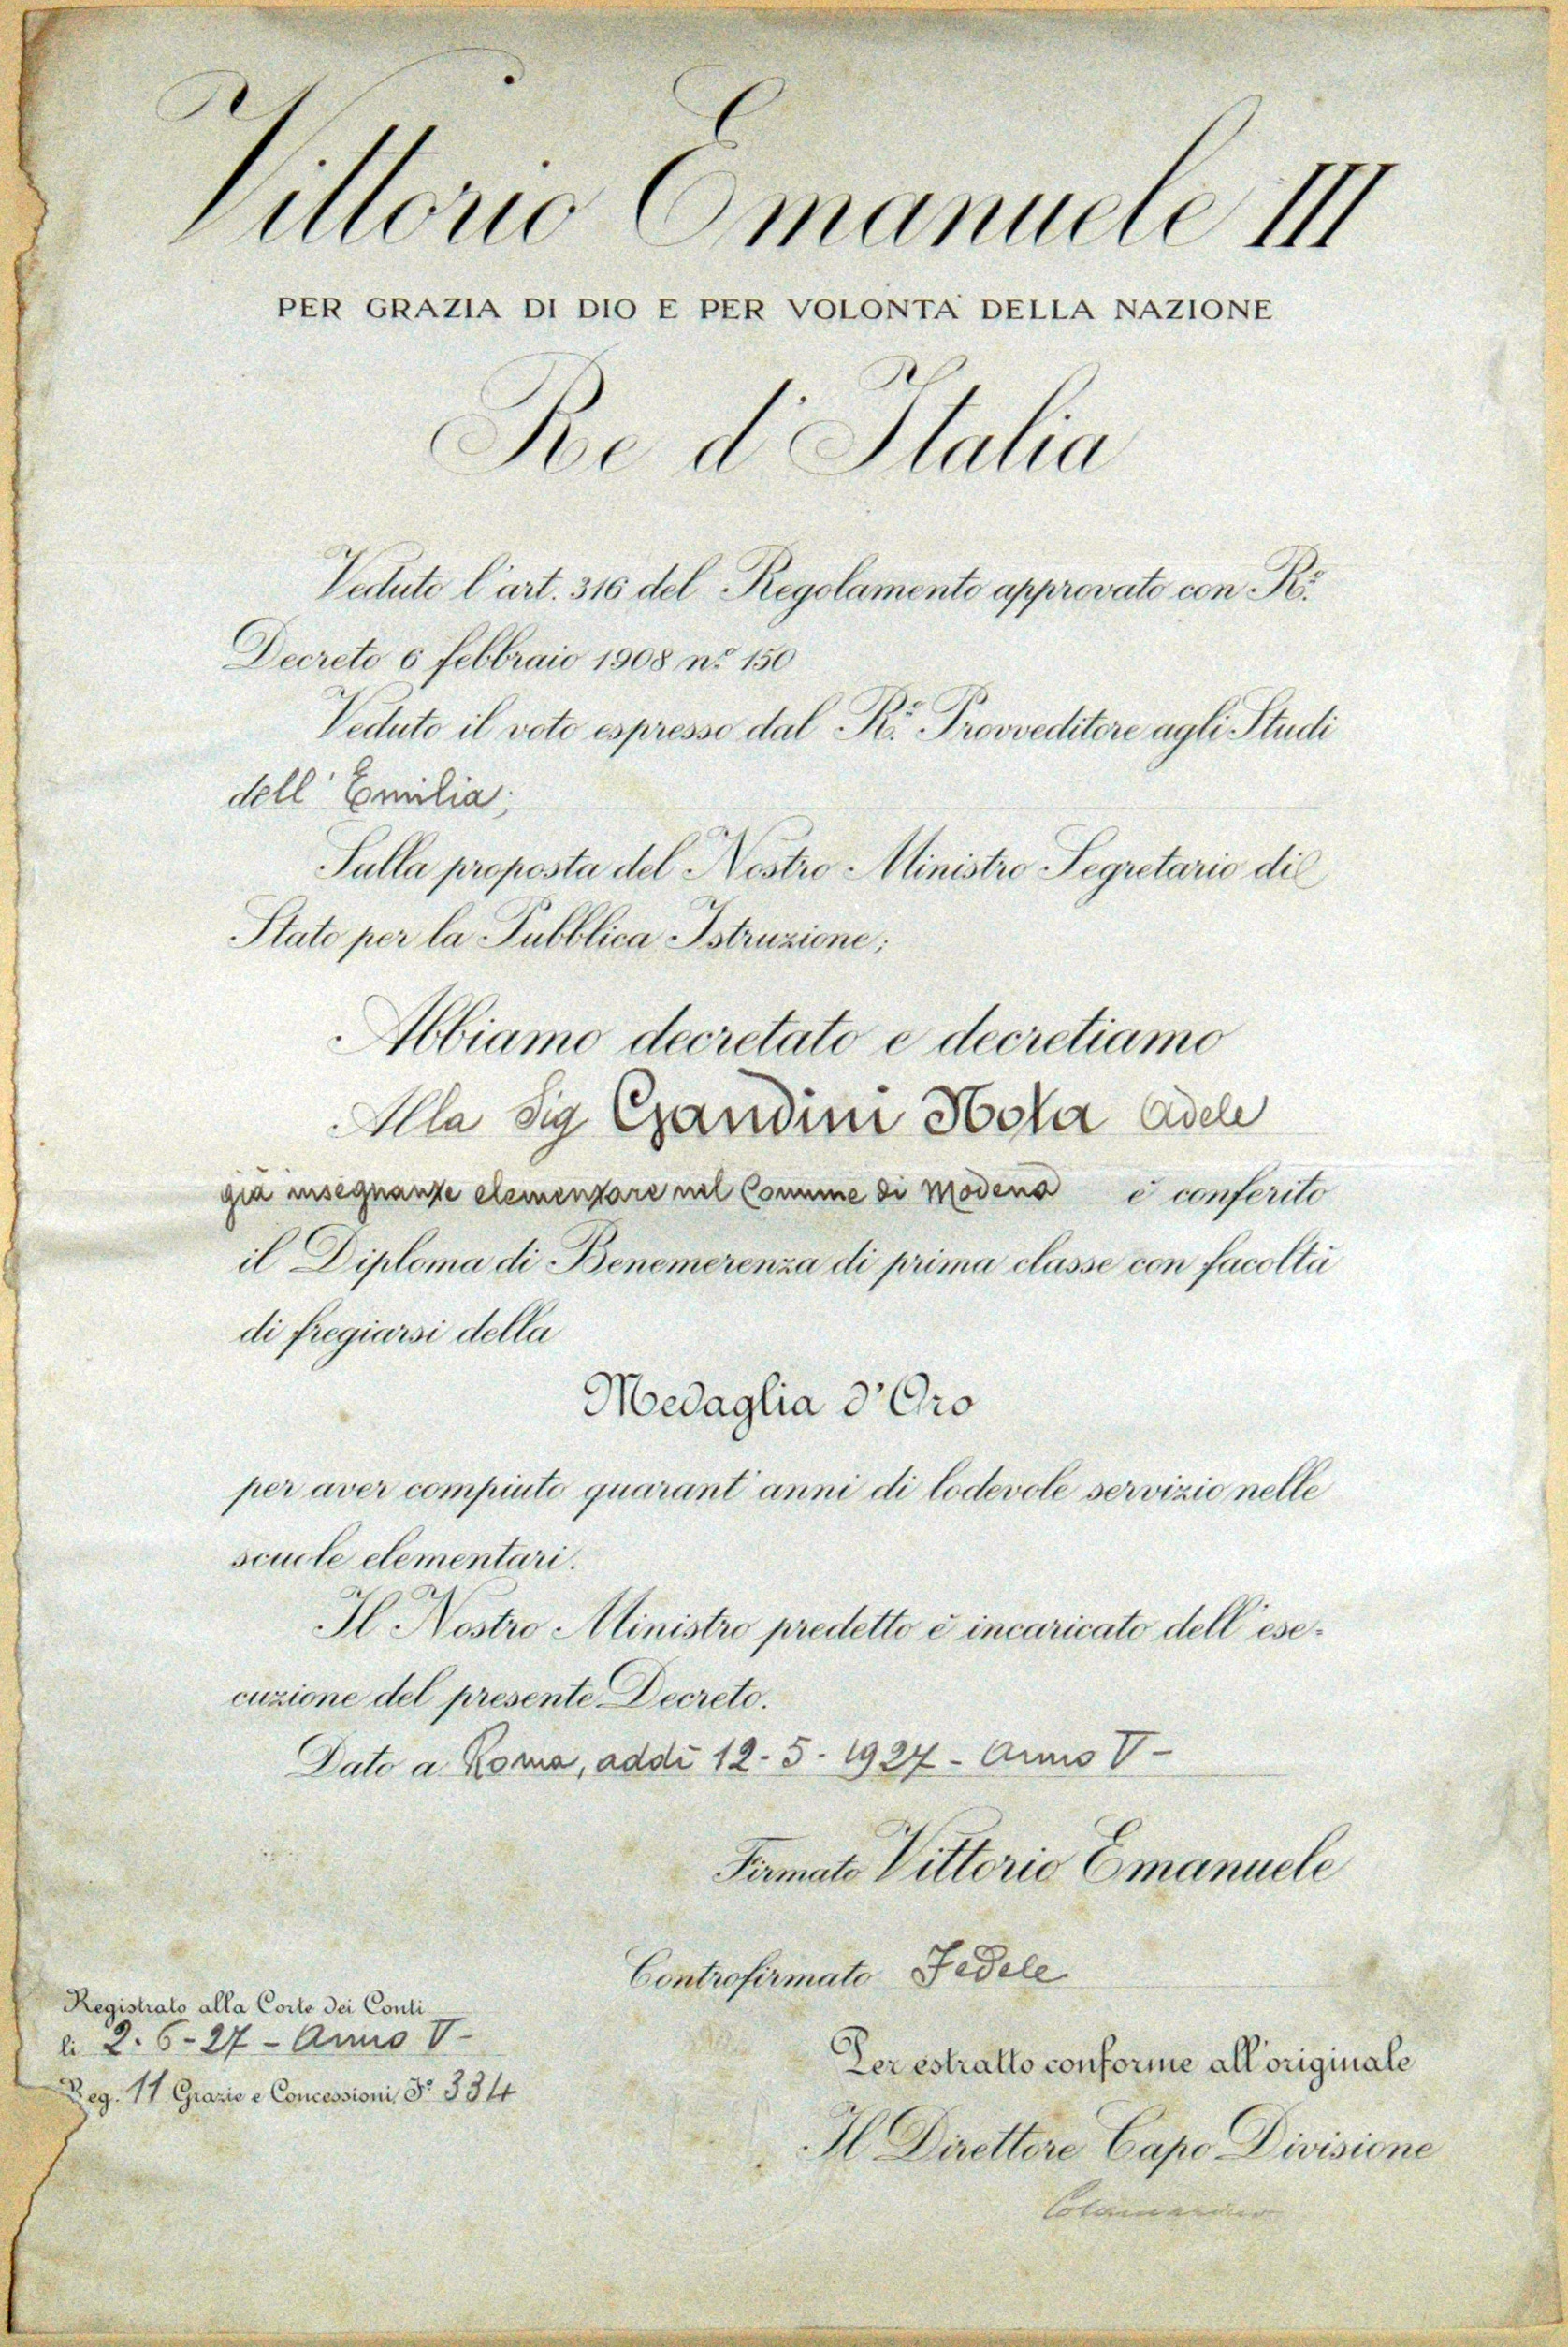 Vittorio Emanuele III
PER GRAZIA DI DIO E PER VOLONTÀ DELLA NAZIONE
Re d'Italia
Veduto l'art. 316 del Regolamento approvato con R.º
Decreto 6 febbraio 1908 n.º 150
Veduto il voto espresso dal R.º Provveditore agli Studi
dell' Emilia;
Sulla proposta del Nostro Ministro Segretario di
Stato per la Pubblica Istruzione;
Abbiamo decretato e decretiamo
Alla Sig Gandini Nota Adele
già insegnante elementare nel Comune di Modena è conferito
il Diploma di Benemerenza di prima classe con facoltà
di fregiarsi della
Medaglia d'Oro
per aver compiuto quarant'anni di lodevole servizio nelle
scuole elementari.
Il Nostro Ministro predetto è incaricato dell'ese-
cuzione del presente Decreto.
Dato a Roma, addì 12-5-1927 - Anno V-
Firmato Vittorio Emanuele
Controfirmato Fedele
Registrato alla Corte dei Conti
li 2-6-27 - Anno V-
Reg. 11 Grazie e Concessioni, F.º 334
Per estratto conforme all'originale
Il Direttore Capo Divisione